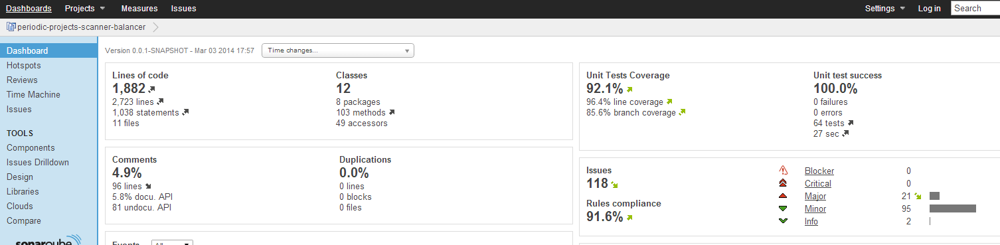 Dashboards Projects Measures Issues Settings Log in Search
periodic-projects-scanner-balancer
Dashboard
Hotspots
Reviews
Time Machine
Issues
TOOLS
Components
Issues Drilldown
Design
Libraries
Clouds
Compare
sonarqube
Version 0.0.1-SNAPSHOT - Mar 03 2014 17:57 Time changes...
Lines of code
1,882
2,723 lines
1,038 statements
11 files
Classes
12
8 packages
103 methods
49 accessors
Comments
4.9%
96 lines
5.8% docu. API
81 undocu. API
Duplications
0.0%
0 lines
0 blocks
0 files
Events All
Unit Tests Coverage
92.1%
96.4% line coverage
85.6% branch coverage
Unit test success
100.0%
0 failures
0 errors
64 tests
27 sec
Issues
118
Rules compliance
91.6%
Blocker 0
Critical 0
Major 21
Minor 95
Info 2